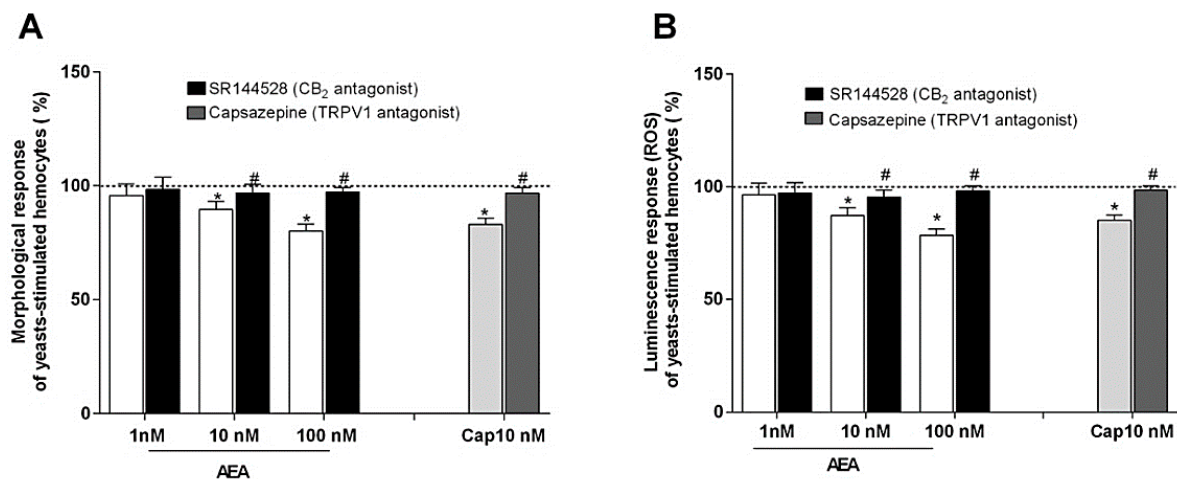 A
Morphological response
of yeasts-stimulated hemocytes ( %)
150
100
50
0
SR144528 (CB2 antagonist)
Capsazepine (TRPV1 antagonist)
*
#
*
#
*
#
1nM
10 nM
100 nM
Cap10 nM
AEA
B
Luminescence response (ROS)
of yeasts-stimulated hemocytes ( %)
150
100
50
0
SR144528 (CB2 antagonist)
Capsazepine (TRPV1 antagonist)
*
#
*
#
*
#
1nM
10 nM
100 nM
Cap10 nM
AEA